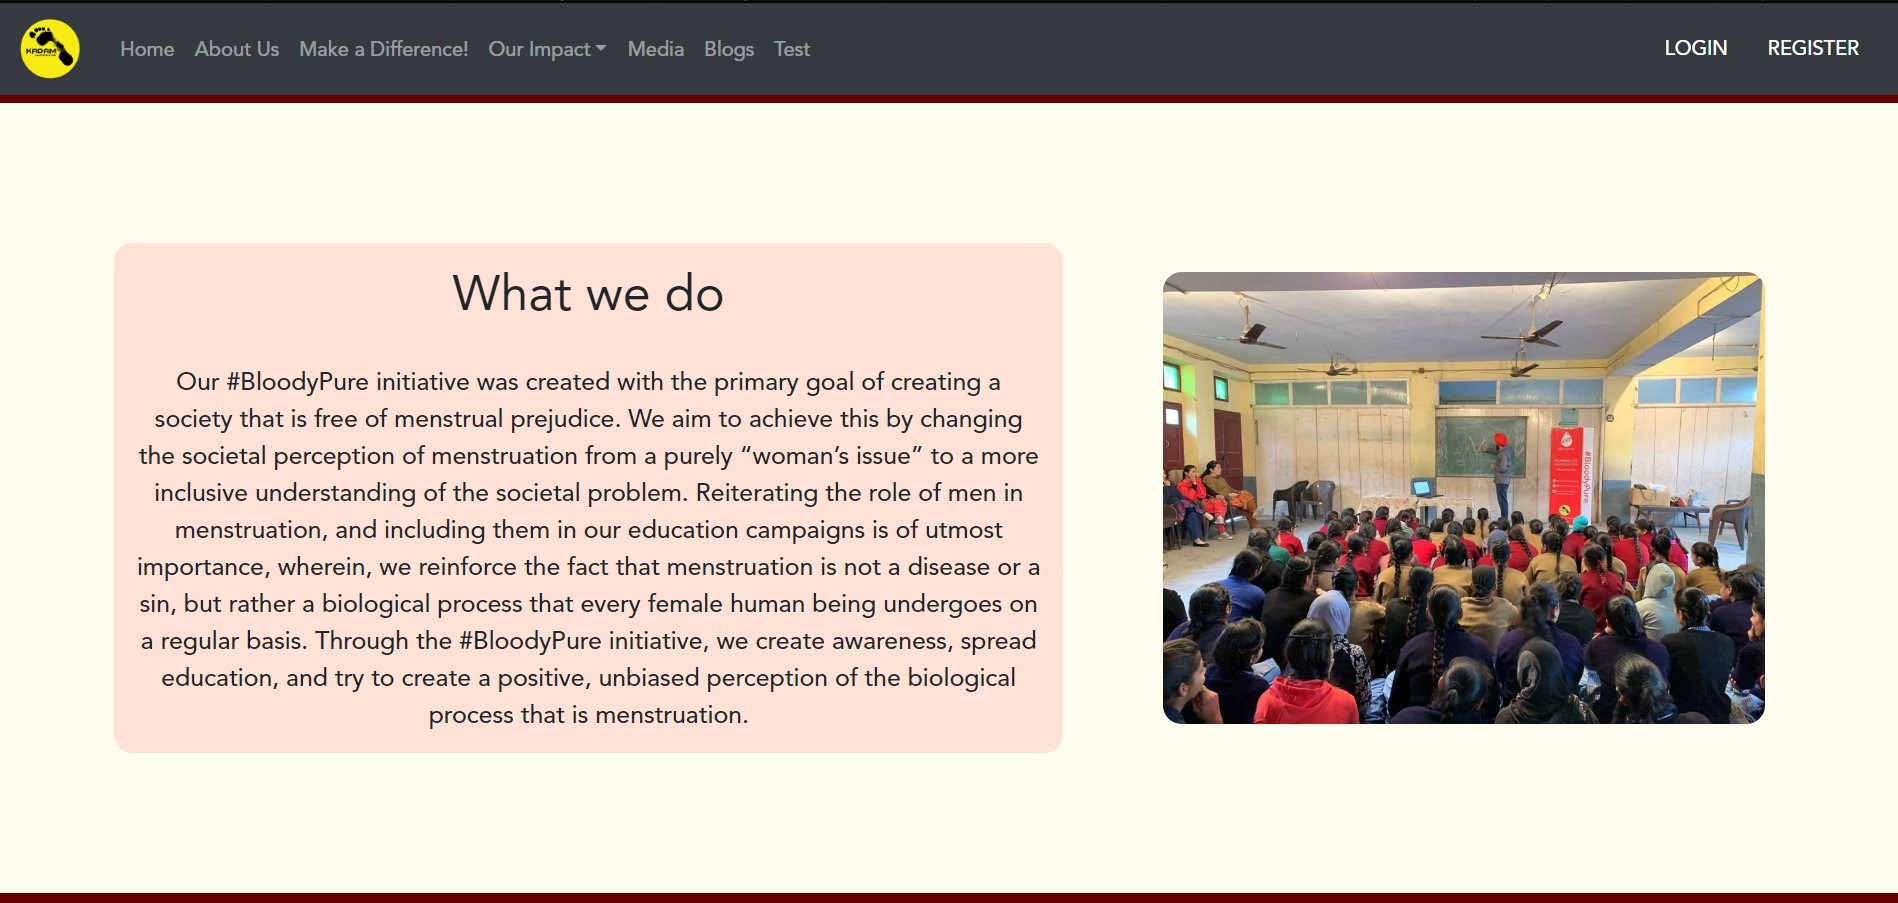 KADAM
Home
About Us
Make a Difference!
Our Impact
Media
Blogs
Test
LOGIN
REGISTER
What we do
Our #BloodyPure initiative was created with the primary goal of creating a
society that is free of menstrual prejudice. We aim to achieve this by changing
the societal perception of menstruation from a purely “woman’s issue” to a more
inclusive understanding of the societal problem. Reiterating the role of men in
menstruation, and including them in our education campaigns is of utmost
importance, wherein, we reinforce the fact that menstruation is not a disease or a
sin, but rather a biological process that every female human being undergoes on
a regular basis. Through the #BloodyPure initiative, we create awareness, spread
education, and try to create a positive, unbiased perception of the biological
process that is menstruation.
#BloodyPure